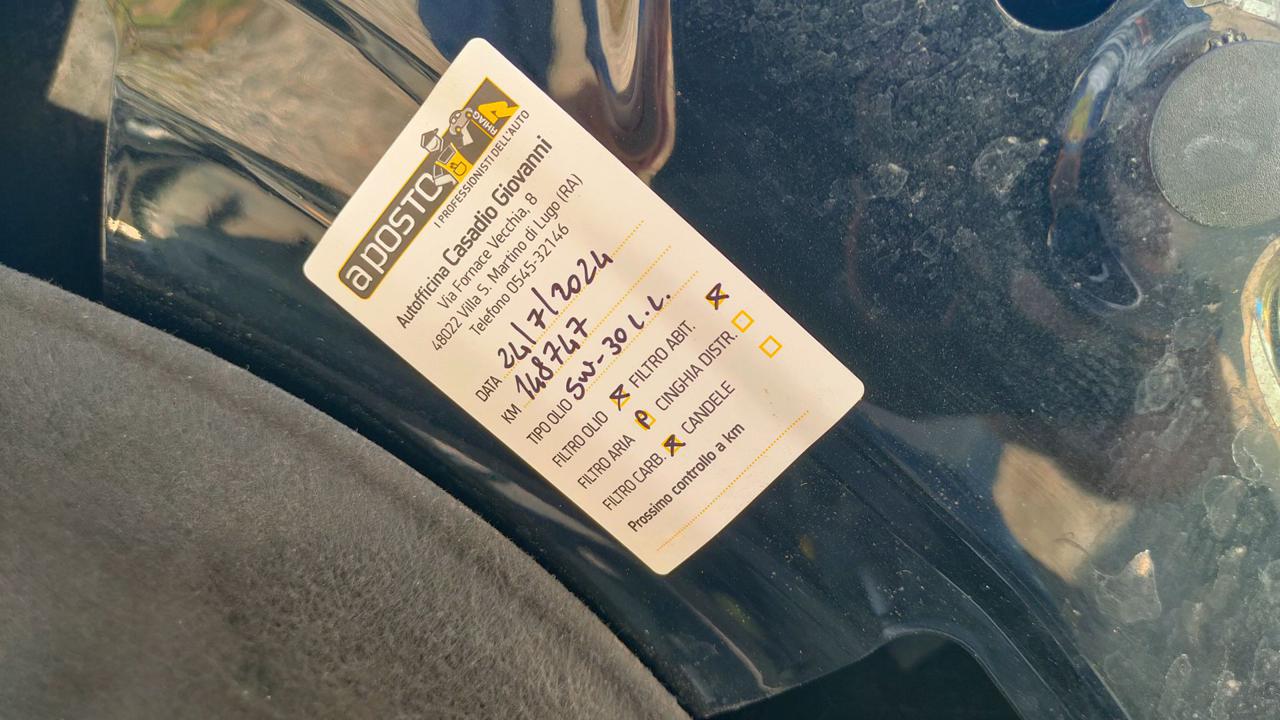 a posto
RHIAG
I PROFESSIONISTI DELL'AUTO
Autofficina Casadio Giovanni
Via Fornace Vecchia, 8
48022 Villa S. Martino di Lugo (RA)
Telefono 0545-32146
DATA 24/7/2024
KM 148747
TIPO OLIO 5W-30 L.L.
FILTRO OLIO FILTRO ABIT.
FILTRO ARIA P CINGHIA DISTR.
FILTRO CARB. CANDELE
Prossimo controllo a km